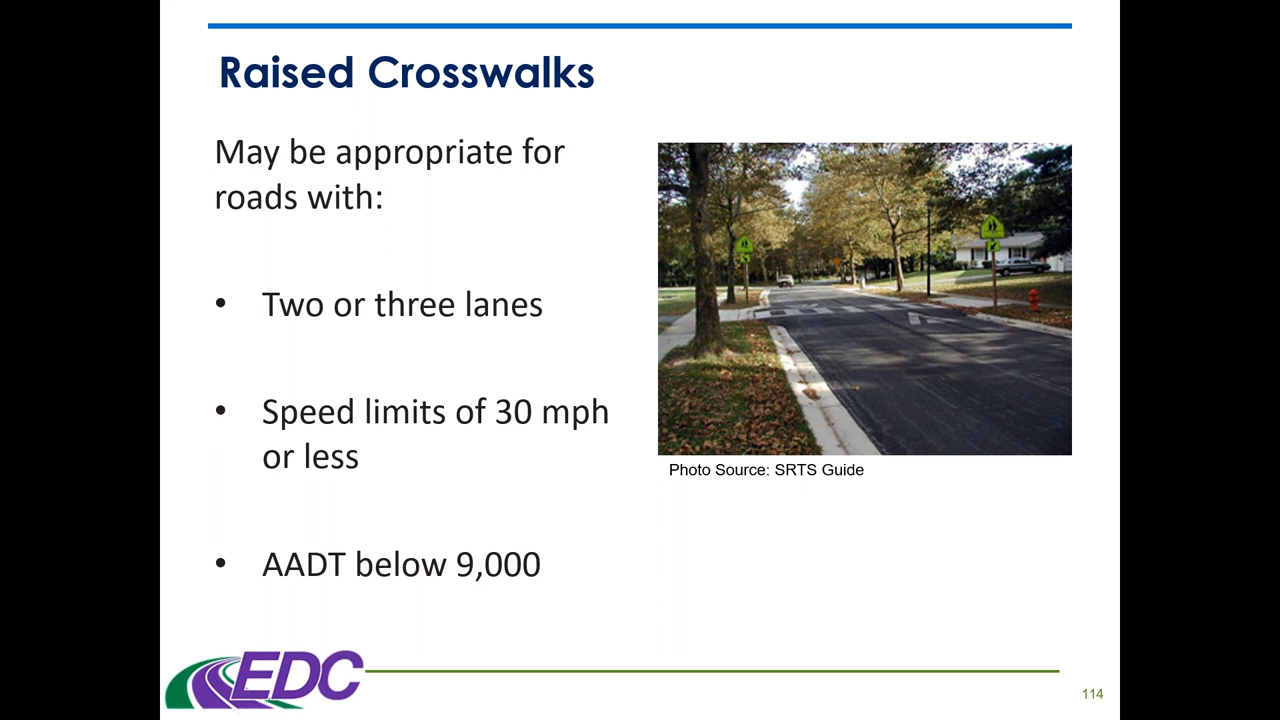 Raised Crosswalks
May be appropriate for
roads with:
• Two or three lanes
• Speed limits of 30 mph
or less
• AADT below 9,000
Photo Source: SRTS Guide
EDC
114